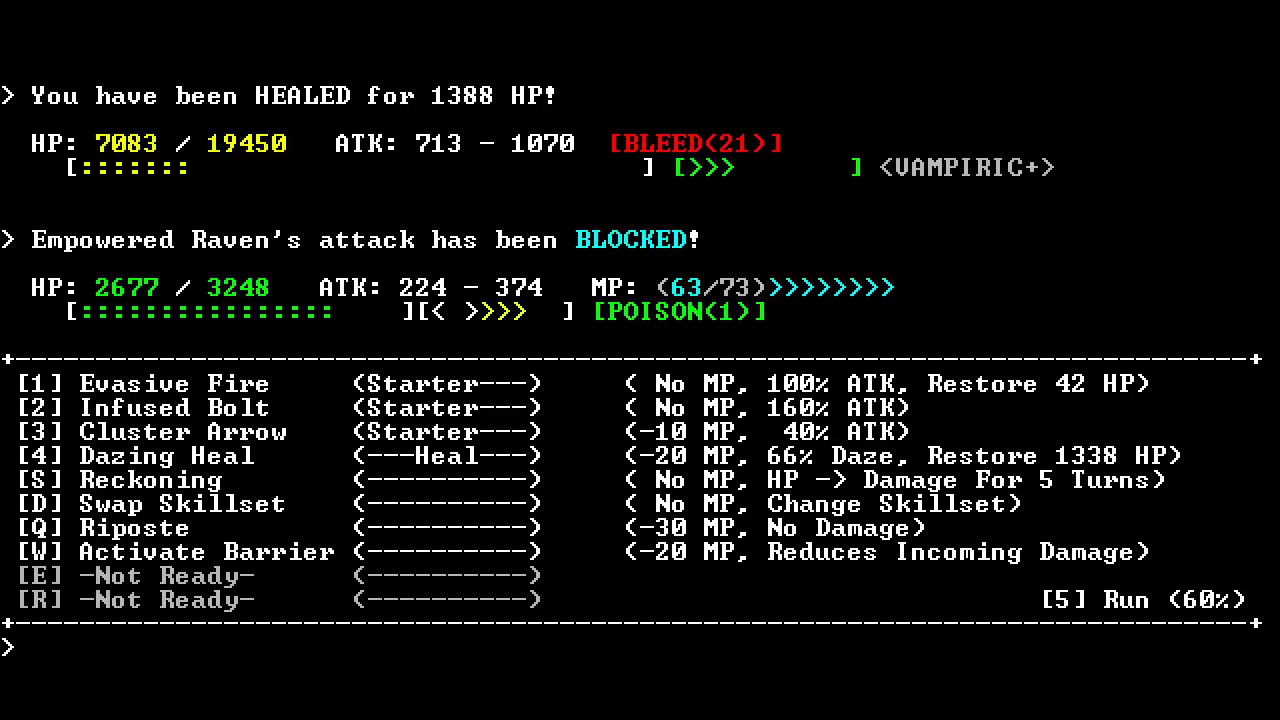 > You have been HEALED for 1388 HP!
HP: 7083 / 19450 ATK: 713 - 1070 [BLEED(21)]
[::::::: ] [>>> ] <VAMPIRIC+>
> Empowered Raven's attack has been BLOCKED!
HP: 2677 / 3248 ATK: 224 - 374 MP: (63/73)>>>>>>>>
[:::::::::::::::: ][< >>>> ] [POISON(1)]
+------------------------------------------------------------------------------+
[1] Evasive Fire (Starter---) ( No MP, 100% ATK, Restore 42 HP)
[2] Infused Bolt (Starter---) ( No MP, 160% ATK)
[3] Cluster Arrow (Starter---) (-10 MP, 40% ATK)
[4] Dazing Heal (---Heal---) (-20 MP, 66% Daze, Restore 1338 HP)
[S] Reckoning (----------) ( No MP, HP -> Damage For 5 Turns)
[D] Swap Skillset (----------) ( No MP, Change Skillset)
[Q] Riposte (----------) (-30 MP, No Damage)
[W] Activate Barrier (----------) (-20 MP, Reduces Incoming Damage)
[E] -Not Ready- (----------)
[R] -Not Ready- (----------) [5] Run (60%)
+------------------------------------------------------------------------------+
>